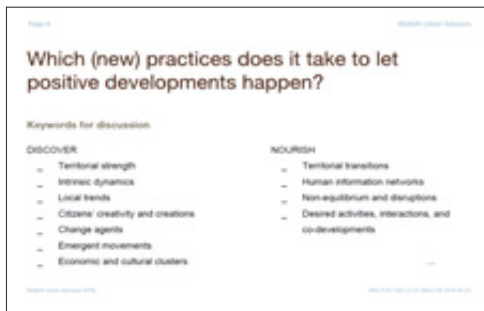 Page 8
Which (new) practices does it take to let
positive developments happen?
Keywords for discussion
DISCOVER
_ Territorial strength
_ Intrinsic dynamics
_ Local trends
_ Citizens' creativity and creations
_ Change agents
_ Emergent movements
_ Economic and cultural clusters
NOURISH
_ Territorial transitions
_ Human information networks
_ Non-equilibrium and disruptions
_ Desired activities, interactions, and
co-developments
...